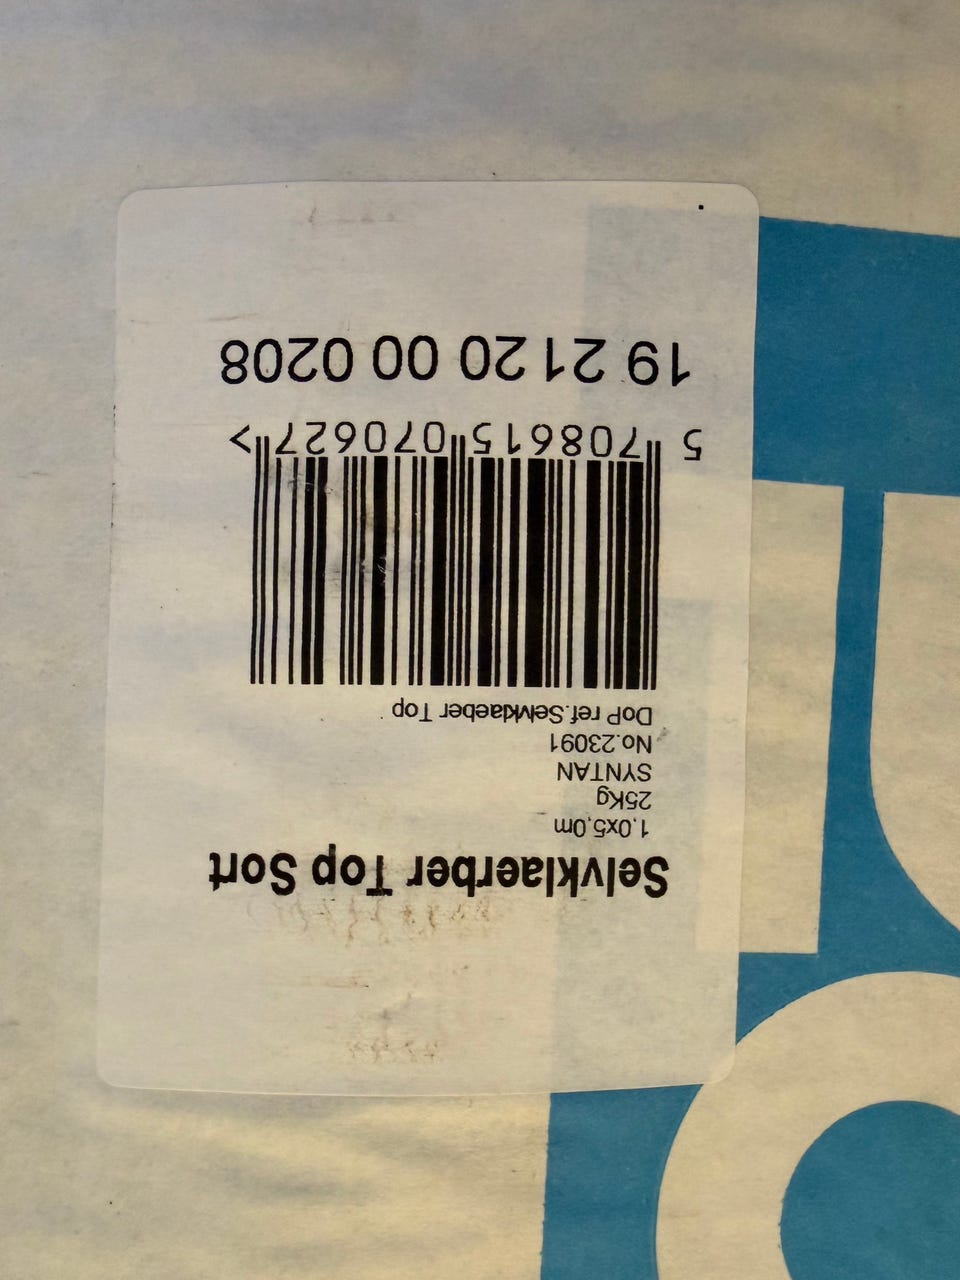 Selvklaerber Top Sort
1,0x5,0m
25Kg
SYNTAN
No.23091
DoP ref.Selvklaeber Top
5 708615 070627 >
19 21 20 00 0208